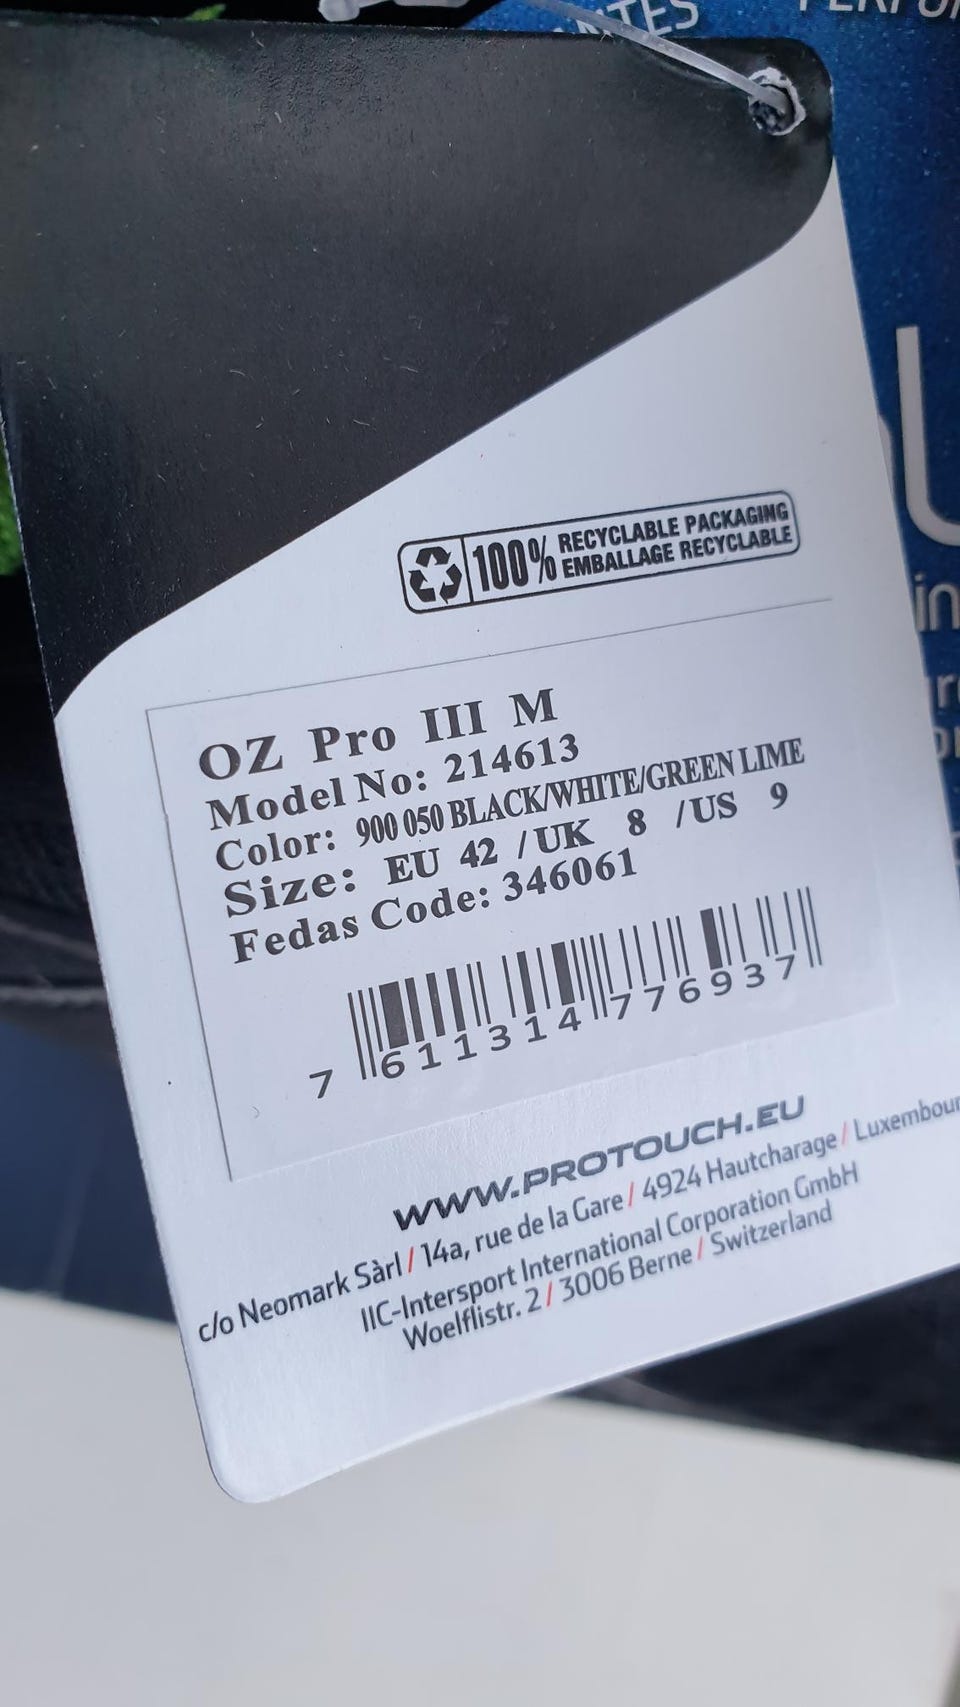 100% RECYCLABLE PACKAGING
EMBALLAGE RECYCLABLE
OZ Pro III M
Model No: 214613
Color: 900 050 BLACK/WHITE/GREEN LIME
Size: EU 42 / UK 8 /US 9
Fedas Code: 346061
7 611314 776937
WWW.PROTOUCH.EU
c/o Neomark Sàrl / 14a, rue de la Gare / 4924 Hautcharage / Luxembour
IIC-Intersport International Corporation GmbH
Woelflistr. 2 / 3006 Berne / Switzerland